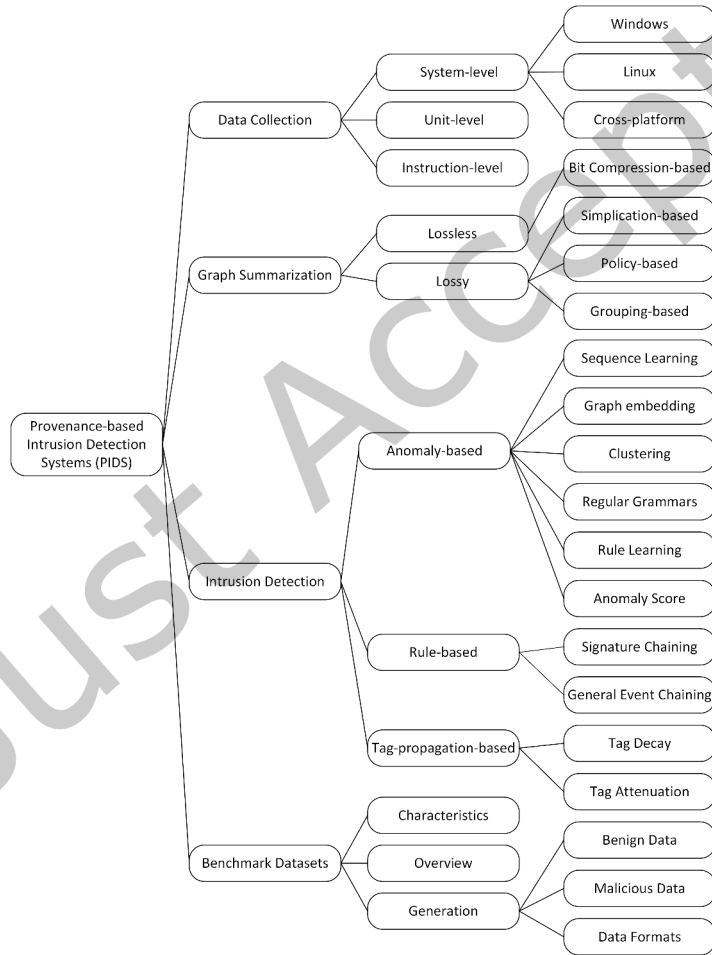 Provenance-based
Intrusion Detection
Systems (PIDS)
Data Collection
System-level
Windows
Linux
Cross-platform
Unit-level
Instruction-level
Graph Summarization
Lossless
Bit Compression-based
Lossy
Simplication-based
Policy-based
Grouping-based
Intrusion Detection
Anomaly-based
Sequence Learning
Graph embedding
Clustering
Regular Grammars
Rule Learning
Anomaly Score
Rule-based
Signature Chaining
General Event Chaining
Tag-propagation-based
Tag Decay
Tag Attenuation
Benchmark Datasets
Characteristics
Overview
Generation
Benign Data
Malicious Data
Data Formats
Just Accept